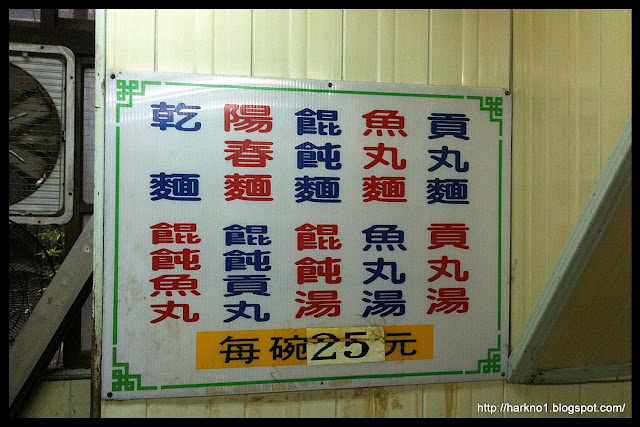 貢丸麵
魚丸麵
餛飩麵
陽春麵
乾麵
貢丸湯
魚丸湯
餛飩湯
餛飩貢丸
餛飩魚丸
每碗25元
http://harkno1.blogspot.com/